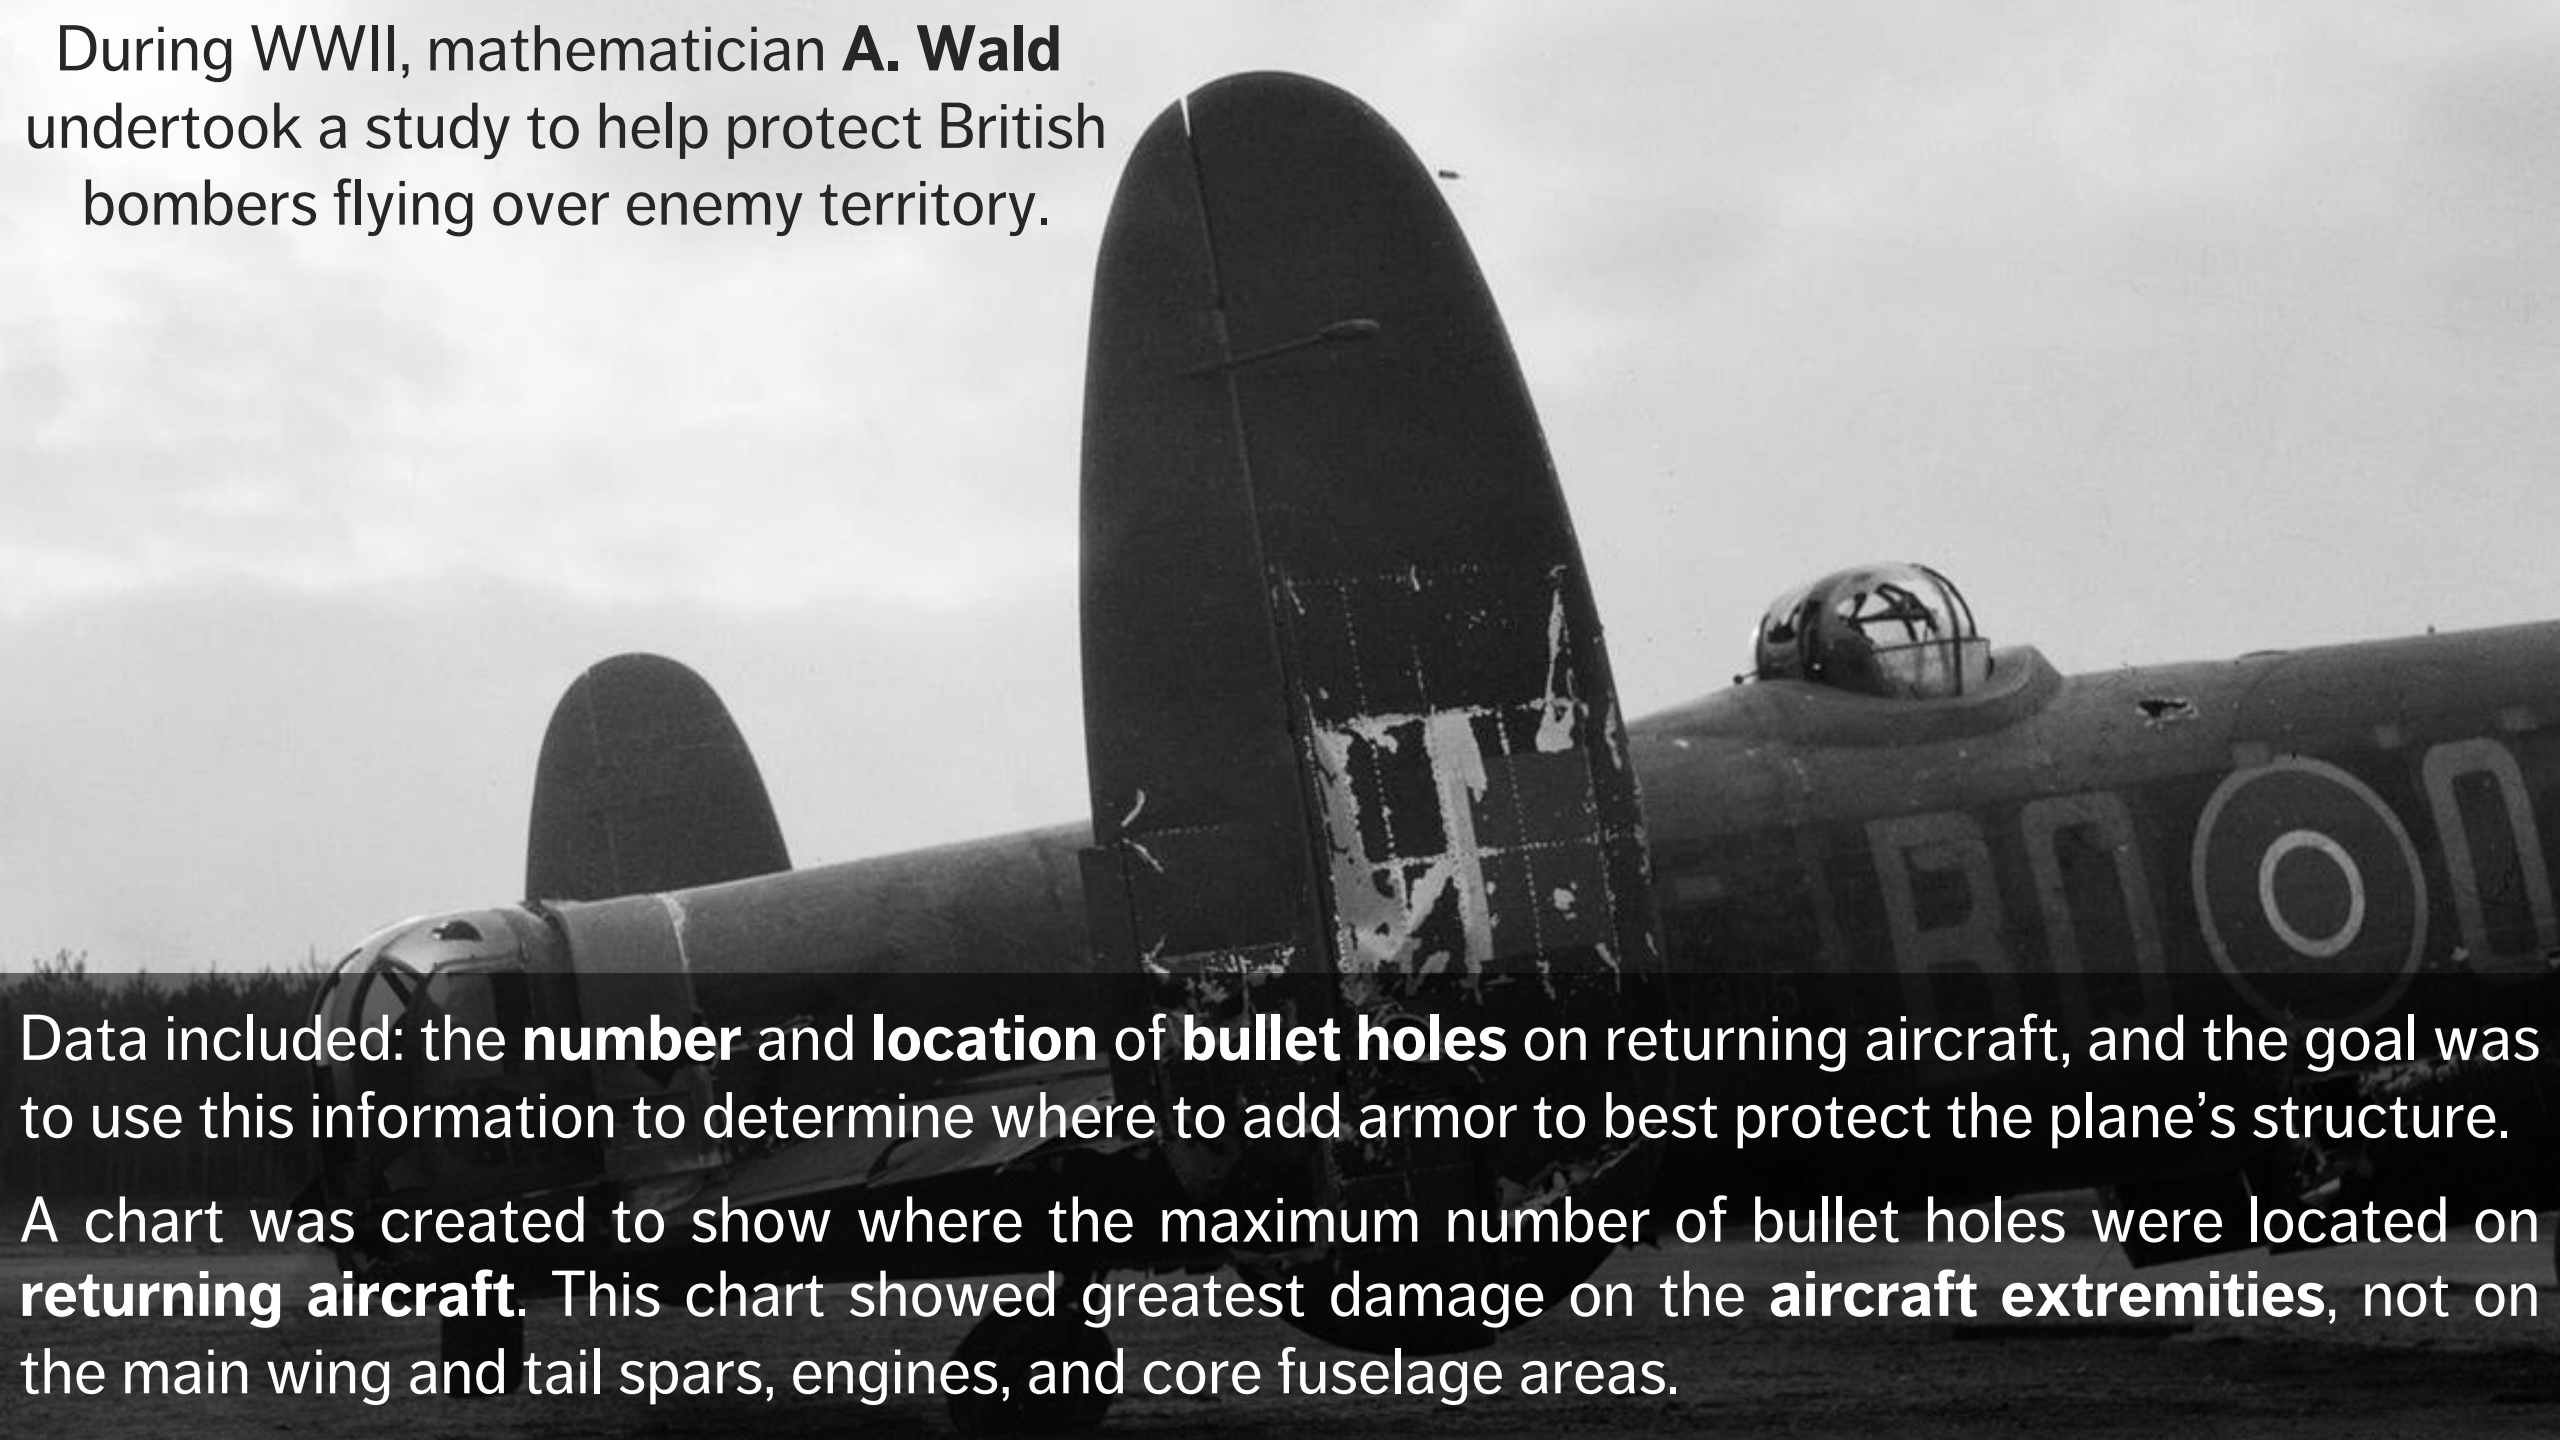 During WWII, mathematician A. Wald
undertook a study to help protect British
bombers flying over enemy territory.
Data included: the number and location of bullet holes on returning aircraft, and the goal was
to use this information to determine where to add armor to best protect the plane’s structure.
A chart was created to show where the maximum number of bullet holes were located on
returning aircraft. This chart showed greatest damage on the aircraft extremities, not on
the main wing and tail spars, engines, and core fuselage areas.